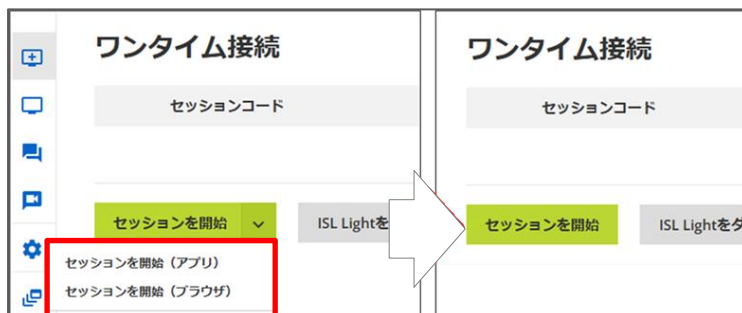 ワンタイム接続
セッションコード
セッションを開始
ISL Lightを
セッションを開始（アプリ）
セッションを開始（ブラウザ）
ワンタイム接続
セッションコード
セッションを開始
ISL Lightをダ